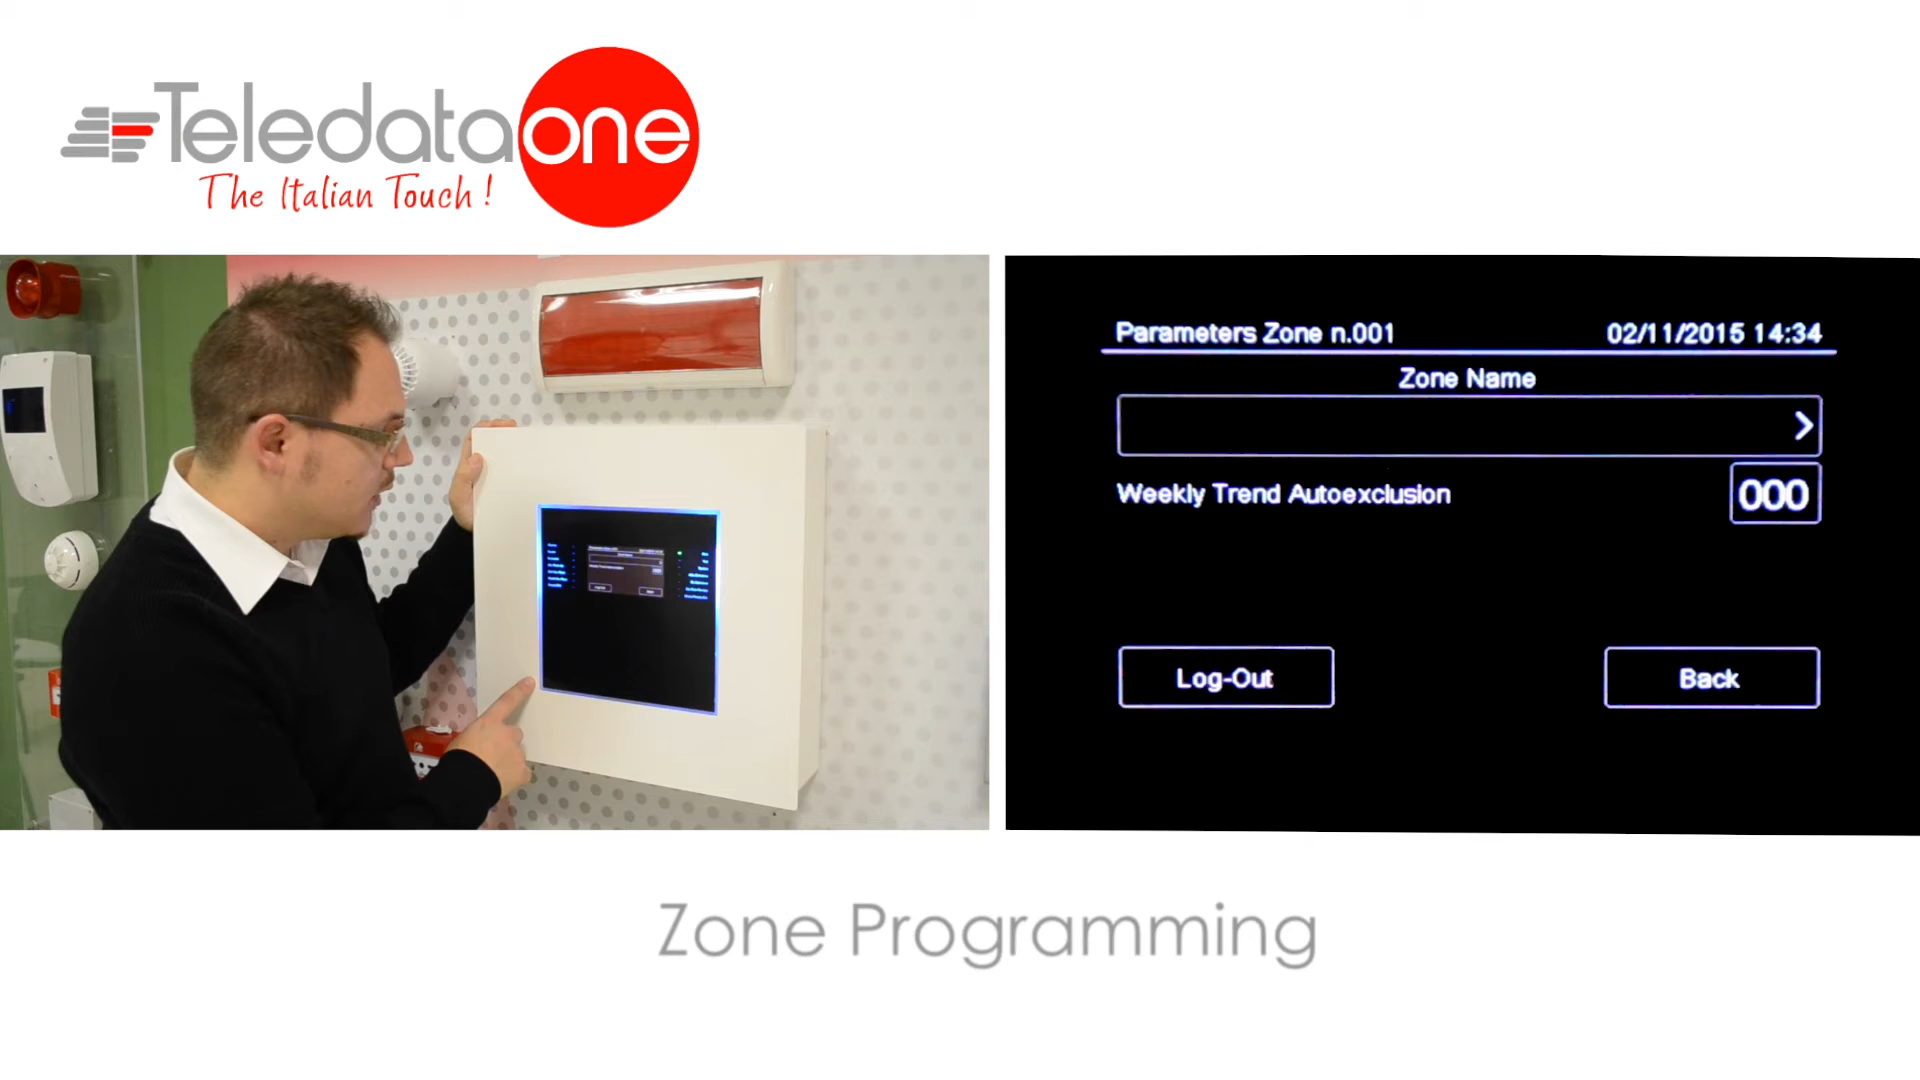 Teledataone
The Italian Touch !
Parameters Zone n.001 02/11/2015 14:34
Zone Name
Weekly Trend Autoexclusion 000
Log-Out Back
Zone Programming